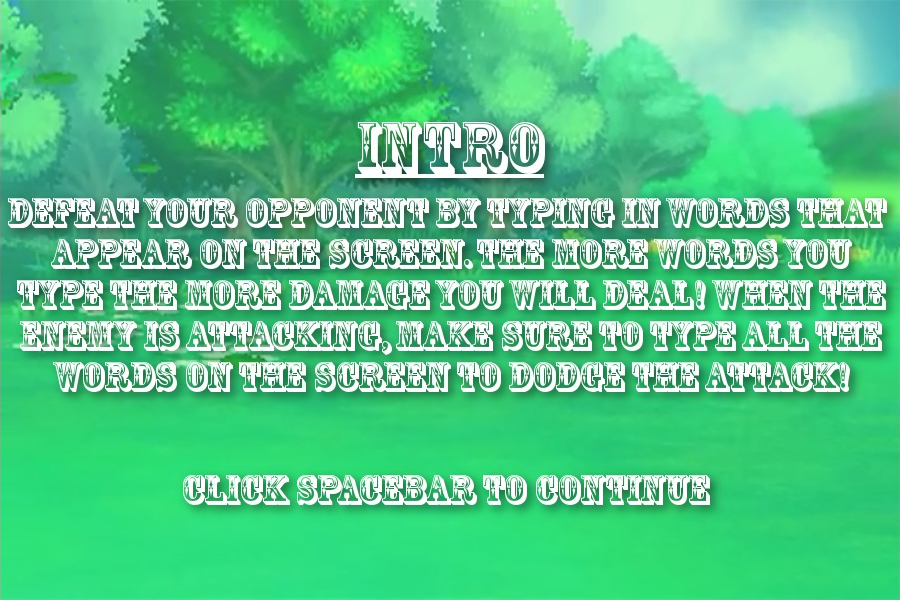 INTRO
DEFEAT YOUR OPPONENT BY TYPING IN WORDS THAT
APPEAR ON THE SCREEN. THE MORE WORDS YOU
TYPE THE MORE DAMAGE YOU WILL DEAL! WHEN THE
ENEMY IS ATTACKING, MAKE SURE TO TYPE ALL THE
WORDS ON THE SCREEN TO DODGE THE ATTACK!
CLICK SPACEBAR TO CONTINUE